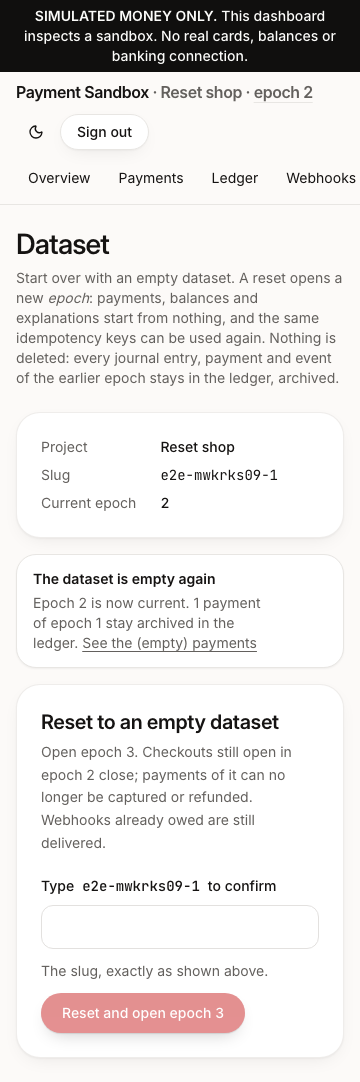 SIMULATED MONEY ONLY. This dashboard
inspects a sandbox. No real cards, balances or
banking connection.
Payment Sandbox · Reset shop · epoch 2
Sign out
Overview Payments Ledger Webhooks
Dataset
Start over with an empty dataset. A reset opens a
new epoch: payments, balances and
explanations start from nothing, and the same
idempotency keys can be used again. Nothing is
deleted: every journal entry, payment and event
of the earlier epoch stays in the ledger, archived.
Project Reset shop
Slug e2e-mwkrks09-1
Current epoch 2
The dataset is empty again
Epoch 2 is now current. 1 payment
of epoch 1 stay archived in the
ledger. See the (empty) payments
Reset to an empty dataset
Open epoch 3. Checkouts still open in
epoch 2 close; payments of it can no
longer be captured or refunded.
Webhooks already owed are still
delivered.
Type e2e-mwkrks09-1 to confirm
The slug, exactly as shown above.
Reset and open epoch 3